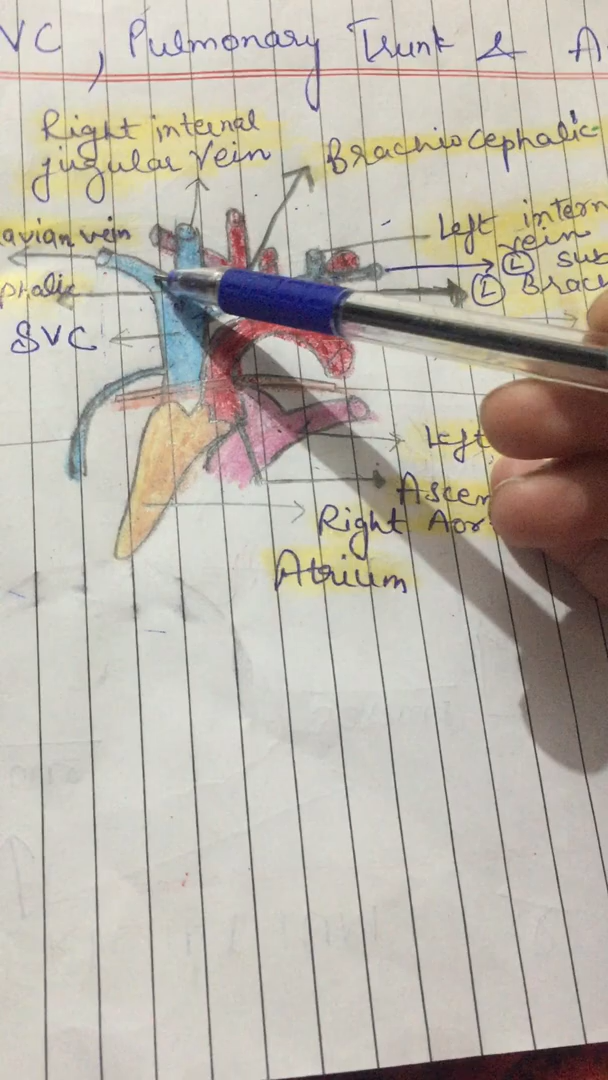 VC, Pulmonary Trunk & A
Right internal
jugular vein
Brachiocephalic
avian vein
Left intern
vein
phalic
Ⓛ sub
Ⓛ Brac
SVC
Left
Ascen
Right Aor
Atrium